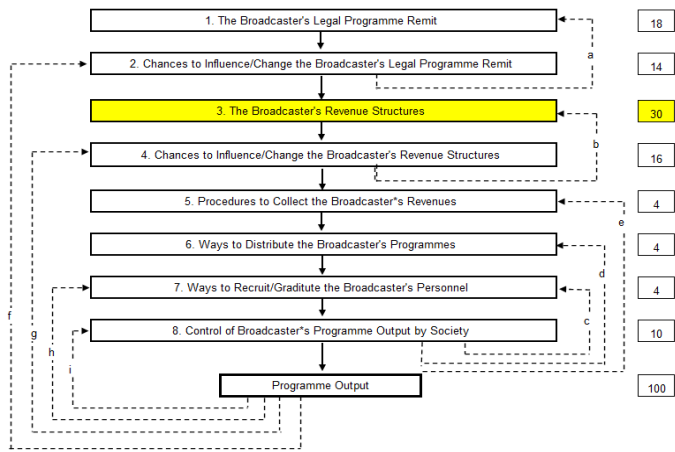 1. The Broadcaster's Legal Programme Remit
18
a
2. Chances to Influence/Change the Broadcaster's Legal Programme Remit
14
3. The Broadcaster's Revenue Structures
30
b
4. Chances to Influence/Change the Broadcaster's Revenue Structures
16
5. Procedures to Collect the Broadcaster*s Revenues
4
e
6. Ways to Distribute the Broadcaster's Programmes
4
d
7. Ways to Recruit/Graditute the Broadcaster's Personnel
4
f
c
8. Control of Broadcaster*s Programme Output by Society
10
g
h
i
Programme Output
100